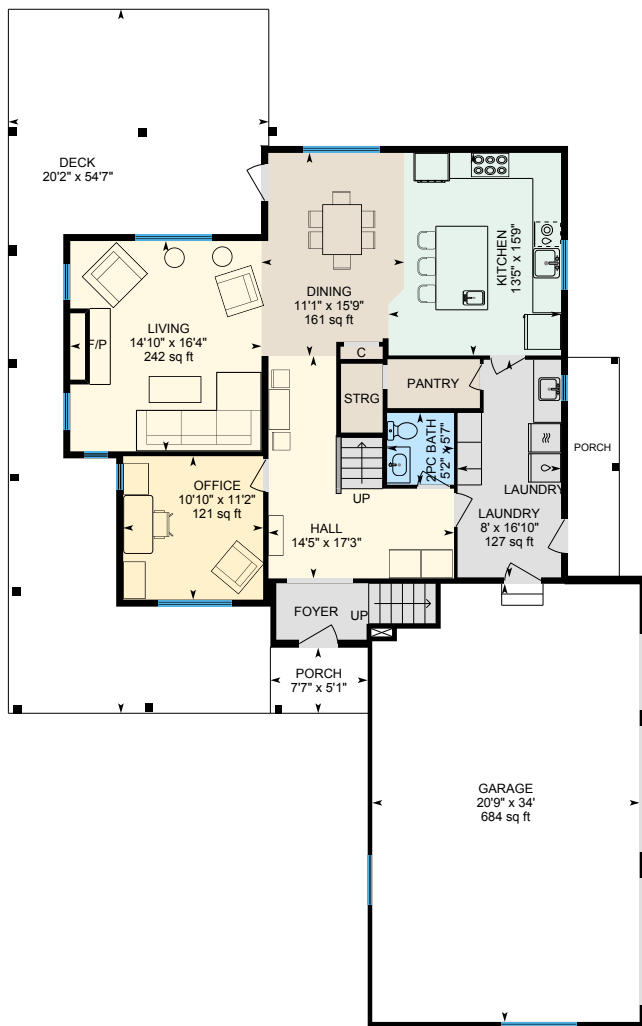 DECK
20'2" x 54'7"
KITCHEN
13'5" x 15'9"
DINING
11'1" x 15'9"
161 sq ft
LIVING
14'10" x 16'4"
242 sq ft
F/P
C
STRG
PANTRY
2PC BATH
5'2" x 5'7"
PORCH
UP
LAUNDRY
OFFICE
10'10" x 11'2"
121 sq ft
LAUNDRY
8' x 16'10"
127 sq ft
HALL
14'5" x 17'3"
FOYER
UP
PORCH
7'7" x 5'1"
GARAGE
20'9" x 34'
684 sq ft